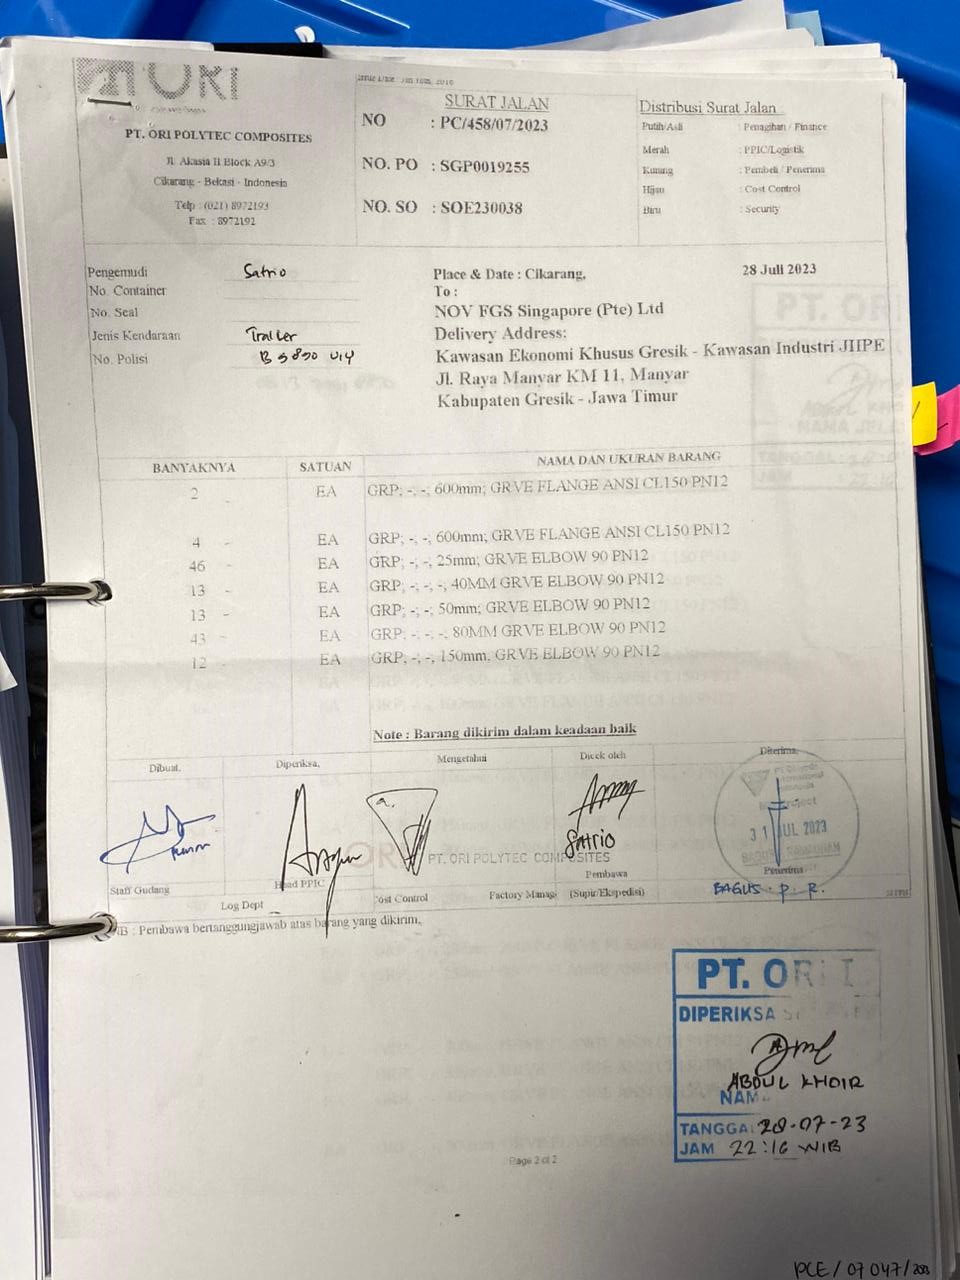 ORI
PT. ORI POLYTEC COMPOSITES
Jl. Akasia II Block A9/3
Cikarang - Bekasi - Indonesia
Telp : (021) 8972193
Fax : 8972192
SURAT JALAN
NO : PC/458/07/2023
NO. PO : SGP0019255
NO. SO : SOE230038
Distribusi Surat Jalan
Putih/Asli : Penagihan / Finance
Merah : PPIC/Logistik
Kuning : Pembeli / Penerima
Hijau : Cost Control
Biru : Security
Pengemudi Satrio
No. Container
No. Seal
Jenis Kendaraan Trailer
No. Polisi
Place & Date : Cikarang, 28 Juli 2023
To :
NOV FGS Singapore (Pte) Ltd
Delivery Address:
Kawasan Ekonomi Khusus Gresik - Kawasan Industri JIIPE
Jl. Raya Manyar KM 11, Manyar
Kabupaten Gresik - Jawa Timur
BANYAKNYA SATUAN NAMA DAN UKURAN BARANG
2 - EA GRP; -, -, 600mm; GRVE FLANGE ANSI CL150 PN12
4 - EA GRP; -, -, 600mm; GRVE FLANGE ANSI CL150 PN12
46 - EA GRP; -, -, 25mm; GRVE ELBOW 90 PN12
13 - EA GRP; -, -, 40MM GRVE ELBOW 90 PN12
13 - EA GRP; -, -, 50mm; GRVE ELBOW 90 PN12
43 - EA GRP; -, -, 80MM GRVE ELBOW 90 PN12
12 - EA GRP; -, -, 150mm; GRVE ELBOW 90 PN12
Note : Barang dikirim dalam keadaan baik
Dibuat, Diperiksa, Mengetahui Dicek oleh Diterima,
Satrio
31 JUL 2023
PT. ORI POLYTEC COMPOSITES
Staff Gudang Head PPIC Pembawa Penerima
Log Dept Cost Control Factory Manage (Supir/Ekspedisi) BAGUS P. R.
NB : Pembawa bertanggungjawab atas barang yang dikirim.
PT. ORI
DIPERIKSA
ABDUL KHOIR
NAMA
TANGGAL 28-07-23
JAM 22:16 WIB
Page 2 of 2
PCE / 07 047 / 2023